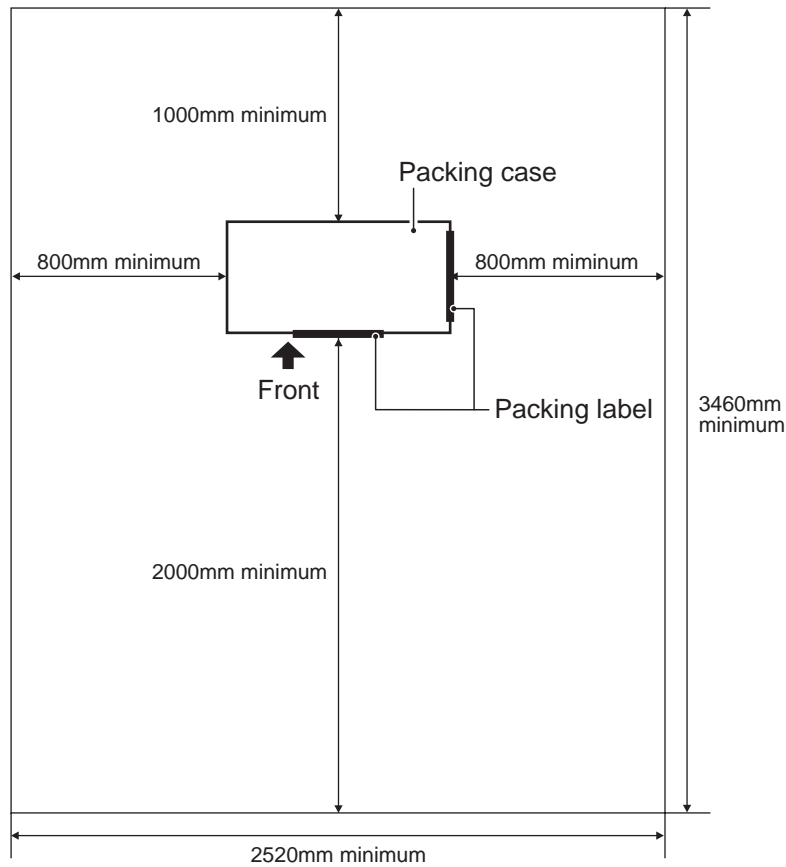 1000mm minimum
Packing case
800mm minimum
800mm miminum
Front
Packing label
3460mm
minimum
2000mm minimum
2520mm minimum